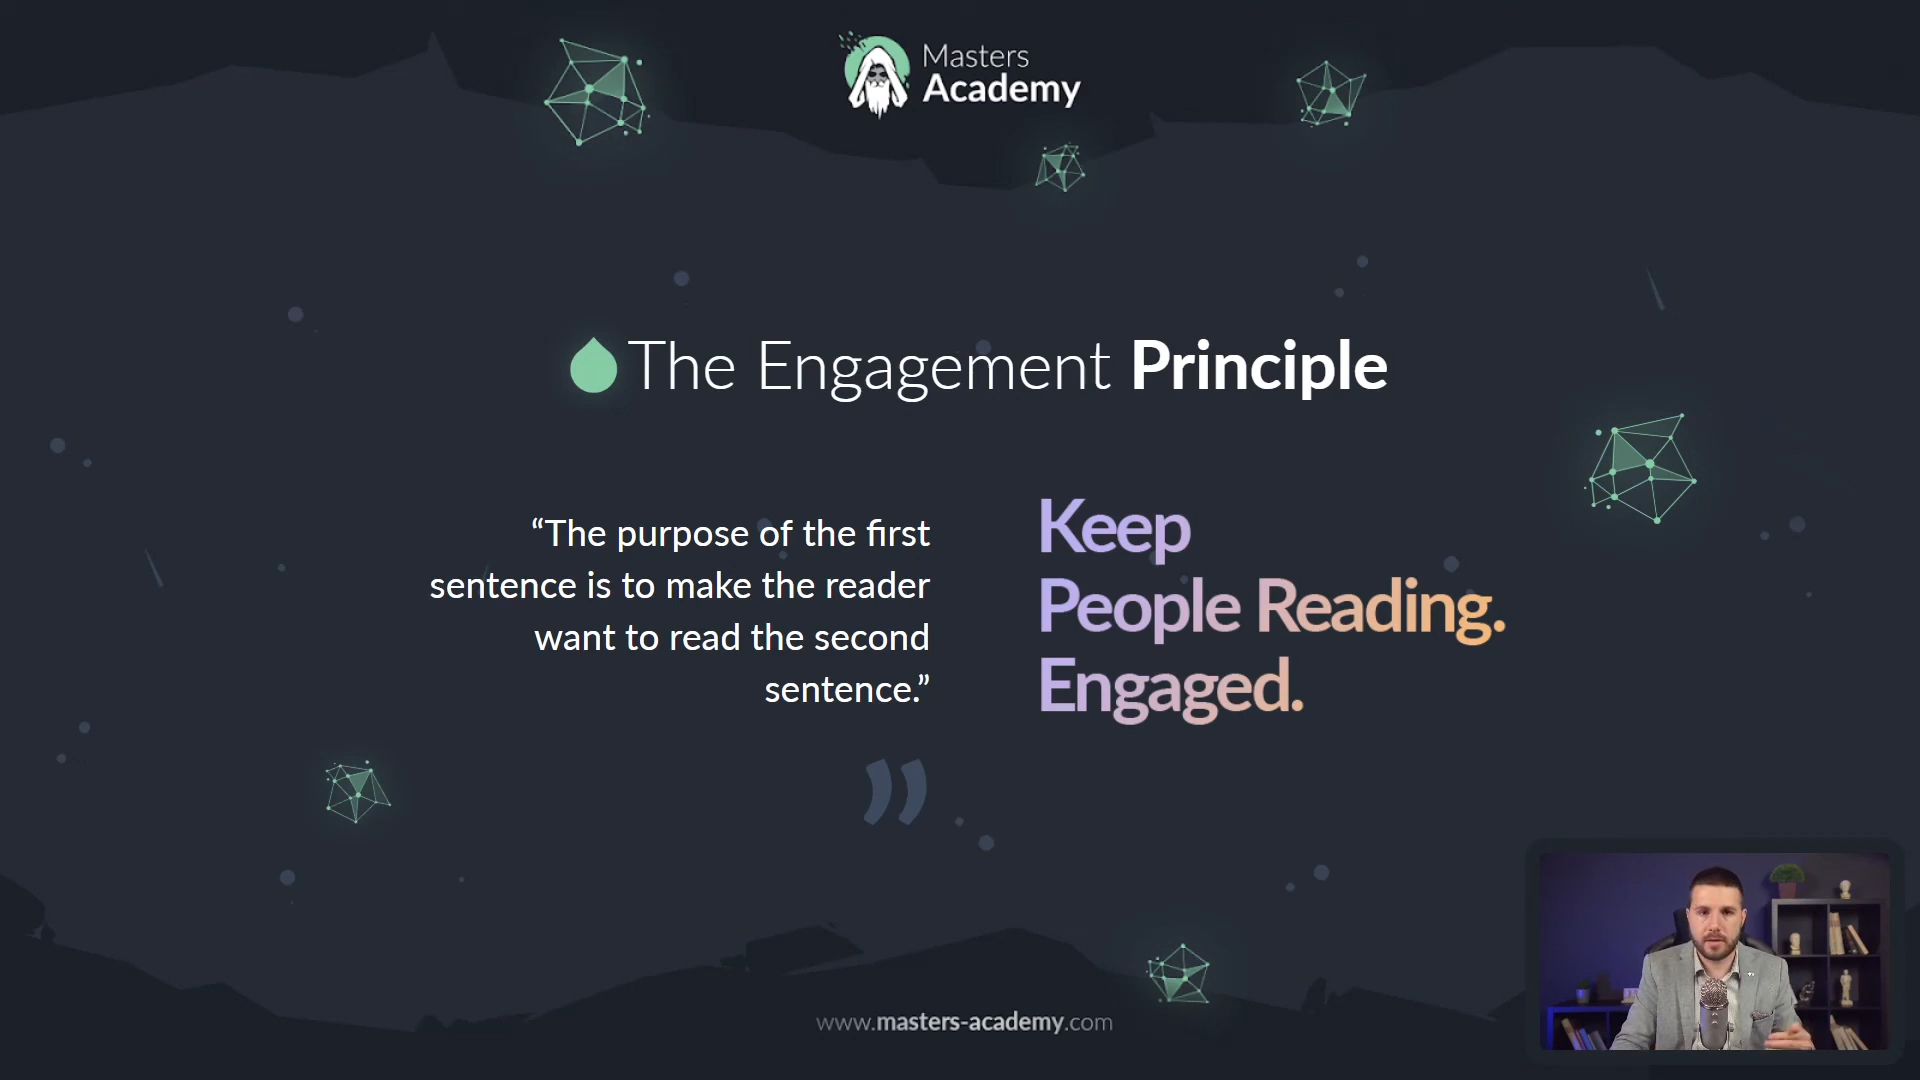 Masters
Academy
The Engagement Principle
“The purpose of the first
sentence is to make the reader
want to read the second
sentence.”
Keep
People Reading.
Engaged.
”
www.masters-academy.com